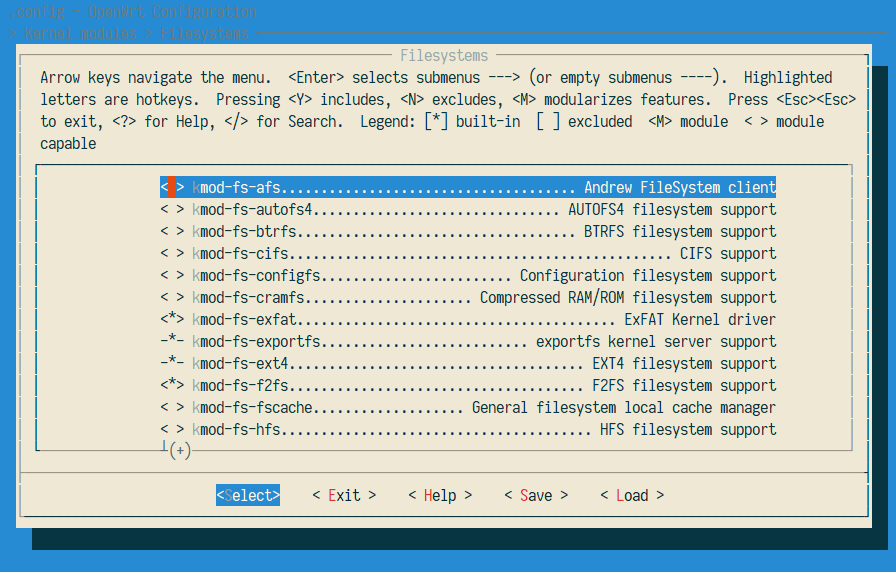 .config - OpenWrt Configuration
> Kernel modules > Filesystems
Filesystems
Arrow keys navigate the menu.  <Enter> selects submenus ---> (or empty submenus ----).  Highlighted
letters are hotkeys.  Pressing <Y> includes, <N> excludes, <M> modularizes features.  Press <Esc><Esc>
to exit, <?> for Help, </> for Search.  Legend: [*] built-in  [ ] excluded  <M> module  < > module
capable
< > kmod-fs-afs..................................... Andrew FileSystem client
< > kmod-fs-autofs4............................... AUTOFS4 filesystem support
< > kmod-fs-btrfs................................... BTRFS filesystem support
< > kmod-fs-cifs................................................ CIFS support
< > kmod-fs-configfs........................ Configuration filesystem support
< > kmod-fs-cramfs..................... Compressed RAM/ROM filesystem support
<*> kmod-fs-exfat........................................ ExFAT Kernel driver
-*- kmod-fs-exportfs.......................... exportfs kernel server support
-*- kmod-fs-ext4..................................... EXT4 filesystem support
<*> kmod-fs-f2fs..................................... F2FS filesystem support
< > kmod-fs-fscache................... General filesystem local cache manager
< > kmod-fs-hfs....................................... HFS filesystem support
(+)
<Select>    < Exit >    < Help >    < Save >    < Load >